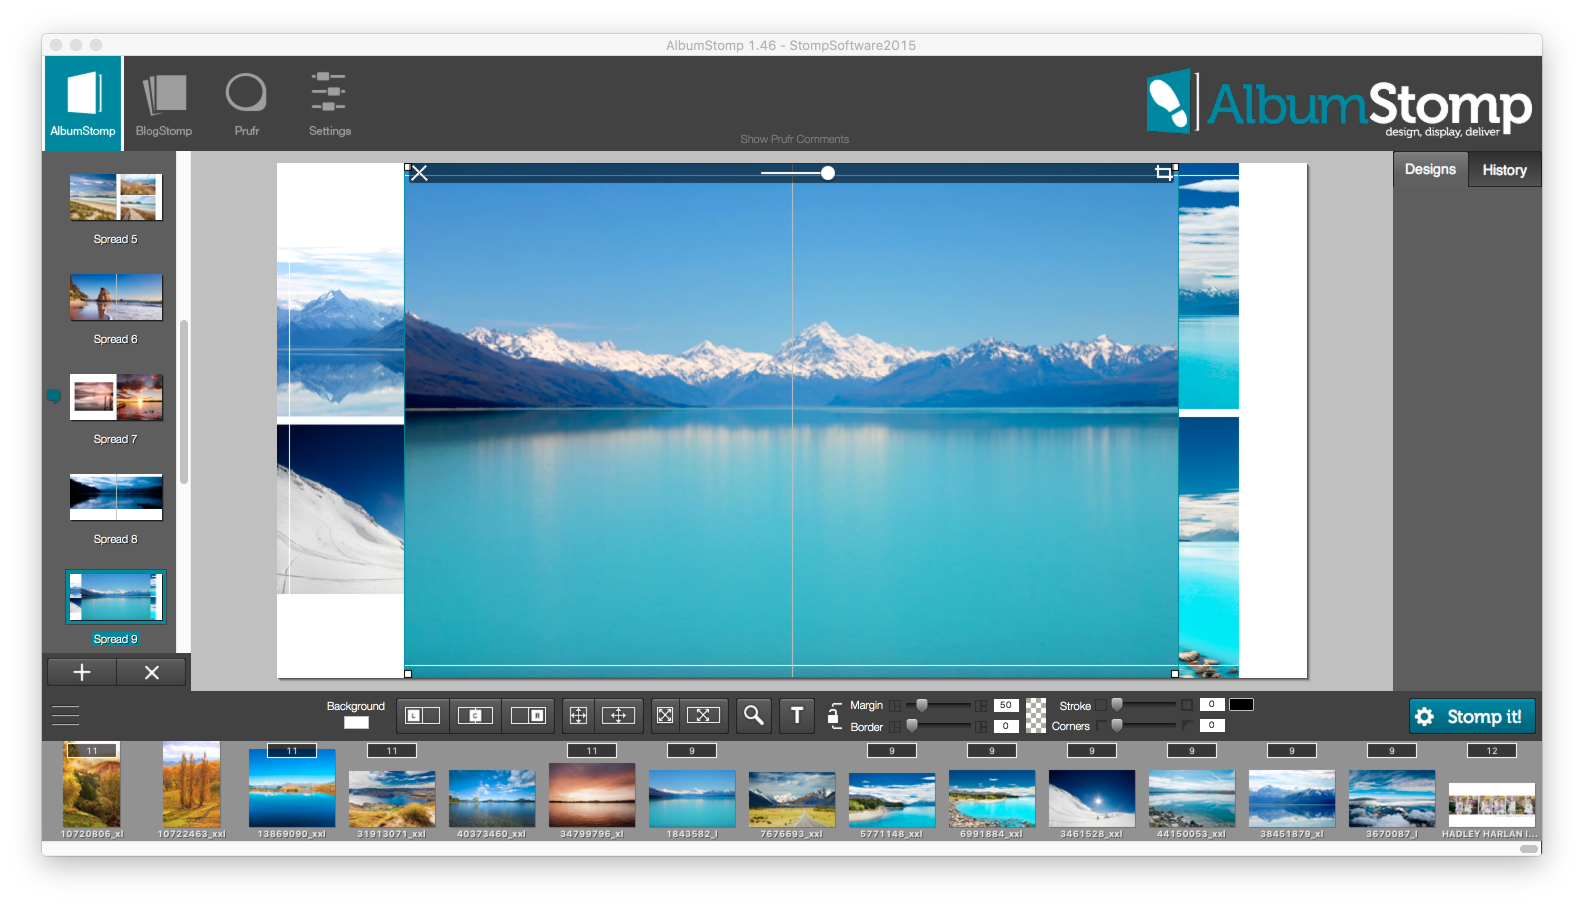 AlbumStomp 1.46 - StompSoftware2015
AlbumStomp
BlogStomp
Prufr
Settings
Show Prufr Comments
AlbumStomp
design, display, deliver
Designs
History
Spread 5
Spread 6
Spread 7
Spread 8
Spread 9
Background
L
C
R
T
Margin
50
Border
0
Stroke
0
Corners
0
Stomp it!
11
11
11
11
9
9
9
9
9
9
9
12
10720806_xl
10722463_xxl
13869090_xxl
31913071_xxl
40373460_xxl
34799796_xl
1843582_l
7676693_xxl
5771148_xxl
6991884_xxl
3461528_xxl
44150053_xxl
38451879_xl
3670087_l
HADLEY HARLAN I...